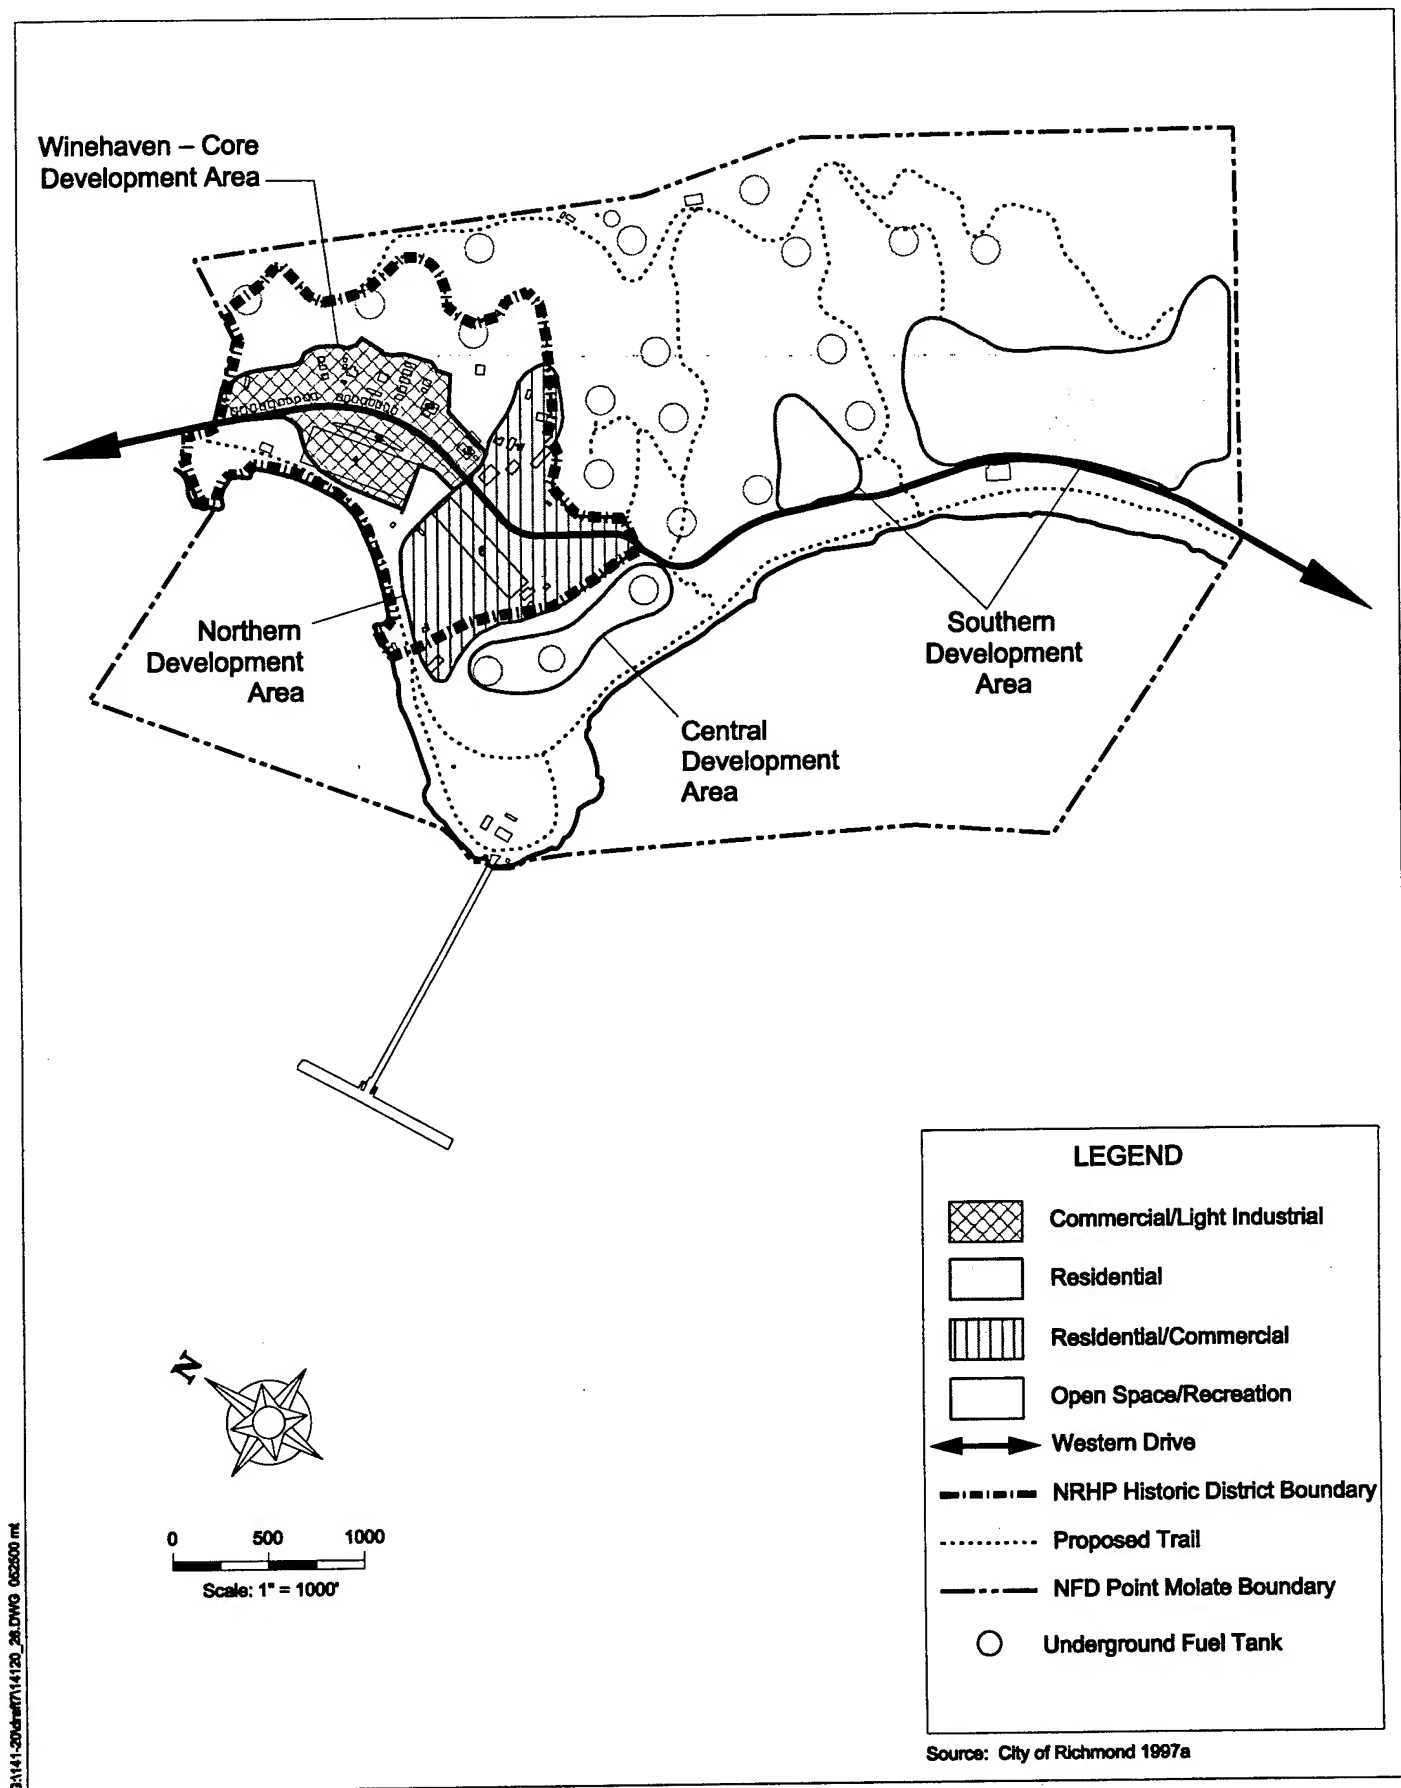 Winehaven – Core
Development Area
Northern
Development
Area
Central
Development
Area
Southern
Development
Area
N
0 500 1000
Scale: 1" = 1000'
LEGEND
Commercial/Light Industrial
Residential
Residential/Commercial
Open Space/Recreation
Western Drive
NRHP Historic District Boundary
Proposed Trail
NFD Point Molate Boundary
Underground Fuel Tank
Source: City of Richmond 1997a